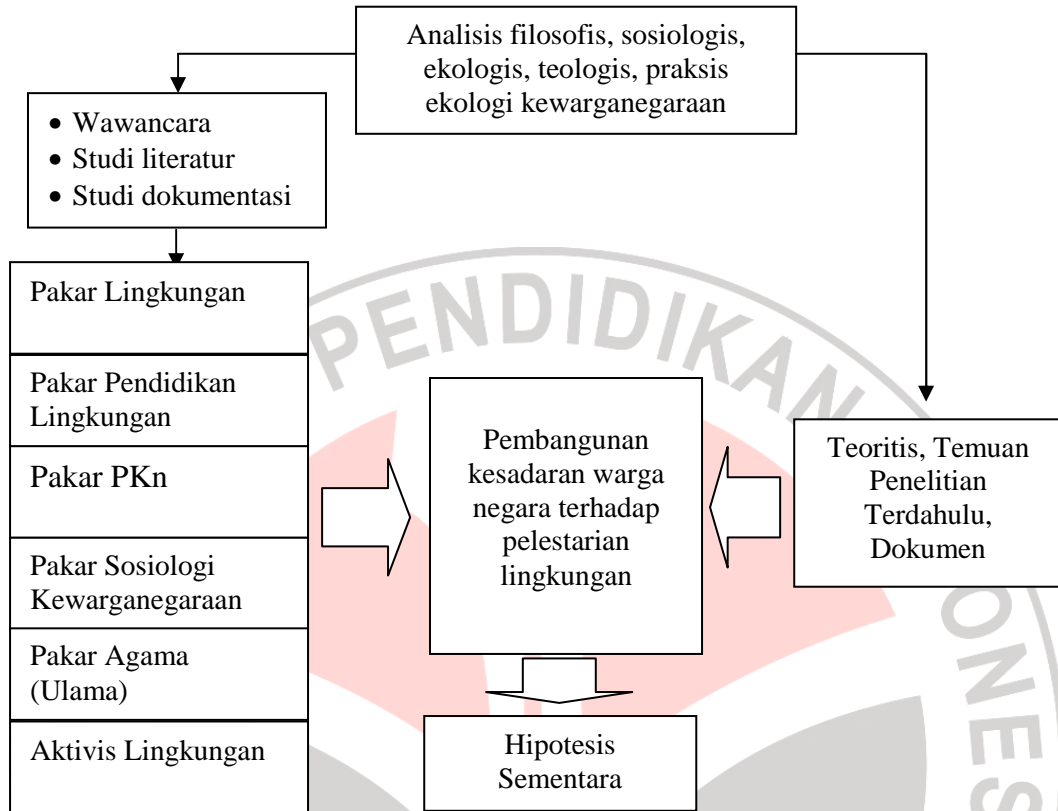 Analisis filosofis, sosiologis,
ekologis, teologis, praksis
ekologi kewarganegaraan
• Wawancara
• Studi literatur
• Studi dokumentasi
Pakar Lingkungan
Pakar Pendidikan
Lingkungan
Pakar PKn
Pakar Sosiologi
Kewarganegaraan
Pakar Agama
(Ulama)
Aktivis Lingkungan
Pembangunan
kesadaran warga
negara terhadap
pelestarian
lingkungan
Teoritis, Temuan
Penelitian
Terdahulu,
Dokumen
Hipotesis
Sementara
PENDIDIKAN
ONES